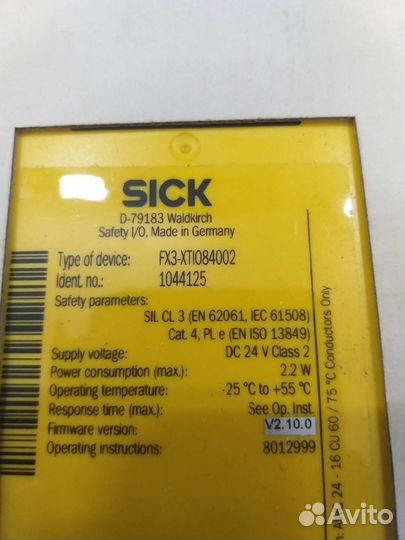 SICK
D-79183 Waldkirch
Safety I/O, Made in Germany
Type of device: FX3-XTIO84002
Ident. no.: 1044125
Safety parameters:
SIL CL 3 (EN 62061, IEC 61508)
Cat. 4, PL e (EN ISO 13849)
Supply voltage: DC 24 V Class 2
Power consumption (max.): 2.2 W
Operating temperature: -25 °C to +55 °C
Response time (max.): See Op. Inst.
Firmware version: V2.10.0
Operating instructions: 8012999
24 - 16 CU 60 / 75 °C Conductors Only
Avito